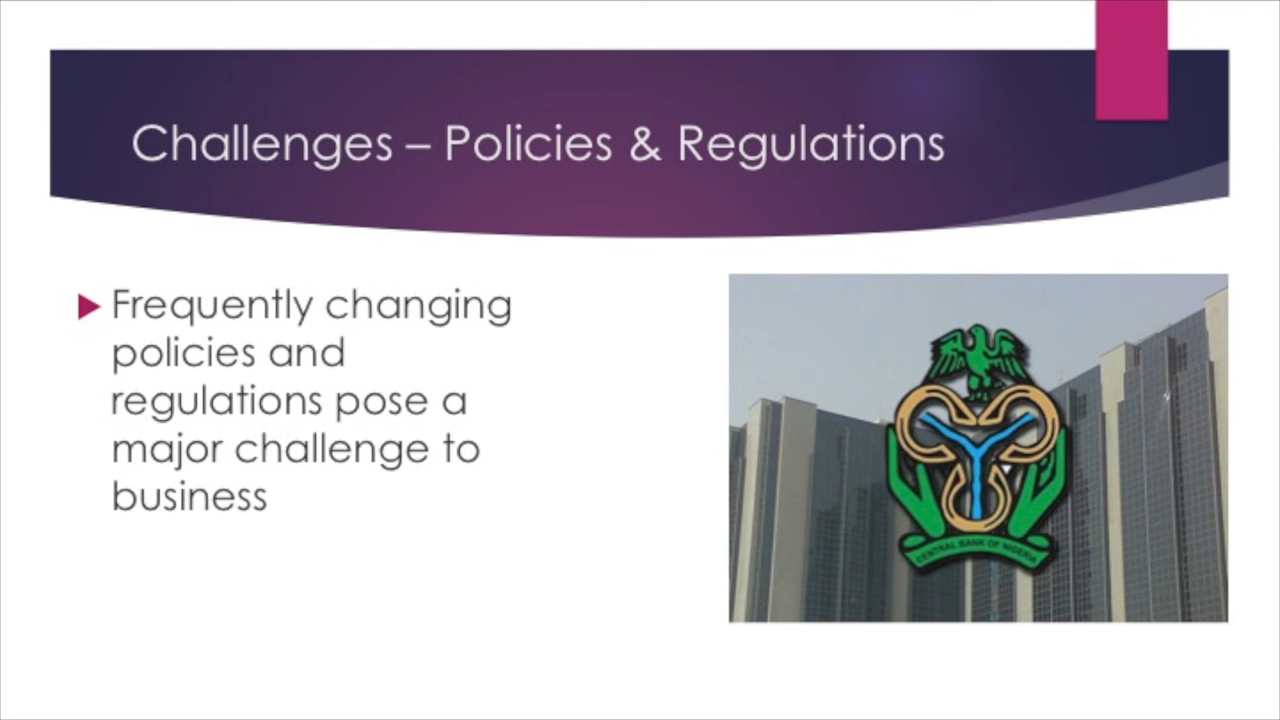 Challenges – Policies & Regulations
Frequently changing
policies and
regulations pose a
major challenge to
business
CENTRAL BANK OF NIGERIA